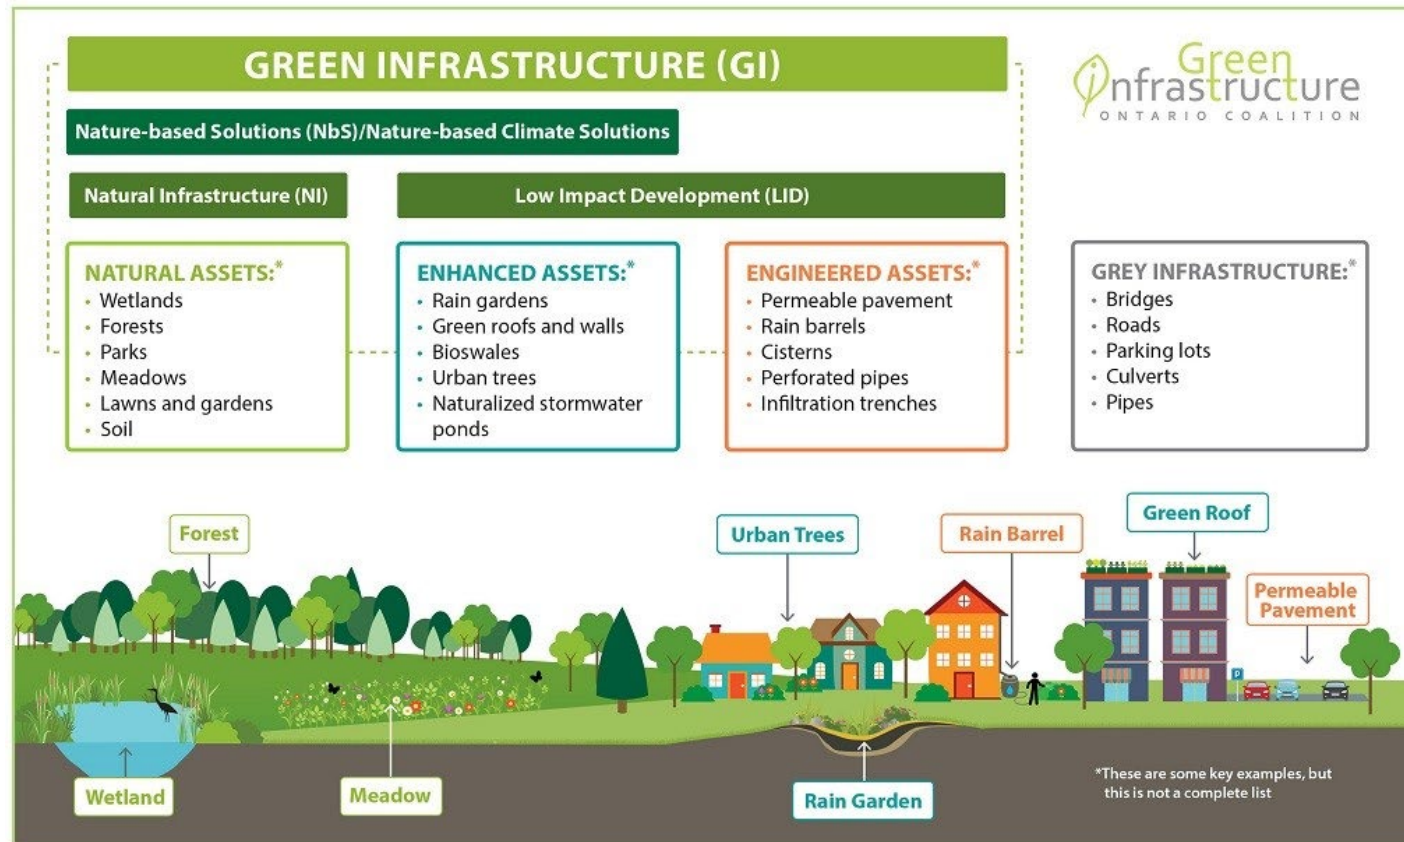 GREEN INFRASTRUCTURE (GI)
Green
Infrastructure
ONTARIO COALITION
Nature-based Solutions (NbS)/Nature-based Climate Solutions
Natural Infrastructure (NI)
Low Impact Development (LID)
NATURAL ASSETS:*
• Wetlands
• Forests
• Parks
• Meadows
• Lawns and gardens
• Soil
ENHANCED ASSETS:*
• Rain gardens
• Green roofs and walls
• Bioswales
• Urban trees
• Naturalized stormwater
ponds
ENGINEERED ASSETS:*
• Permeable pavement
• Rain barrels
• Cisterns
• Perforated pipes
• Infiltration trenches
GREY INFRASTRUCTURE:*
• Bridges
• Roads
• Parking lots
• Culverts
• Pipes
Forest
Urban Trees
Rain Barrel
Green Roof
Permeable
Pavement
P
Wetland
Meadow
Rain Garden
*These are some key examples, but
this is not a complete list